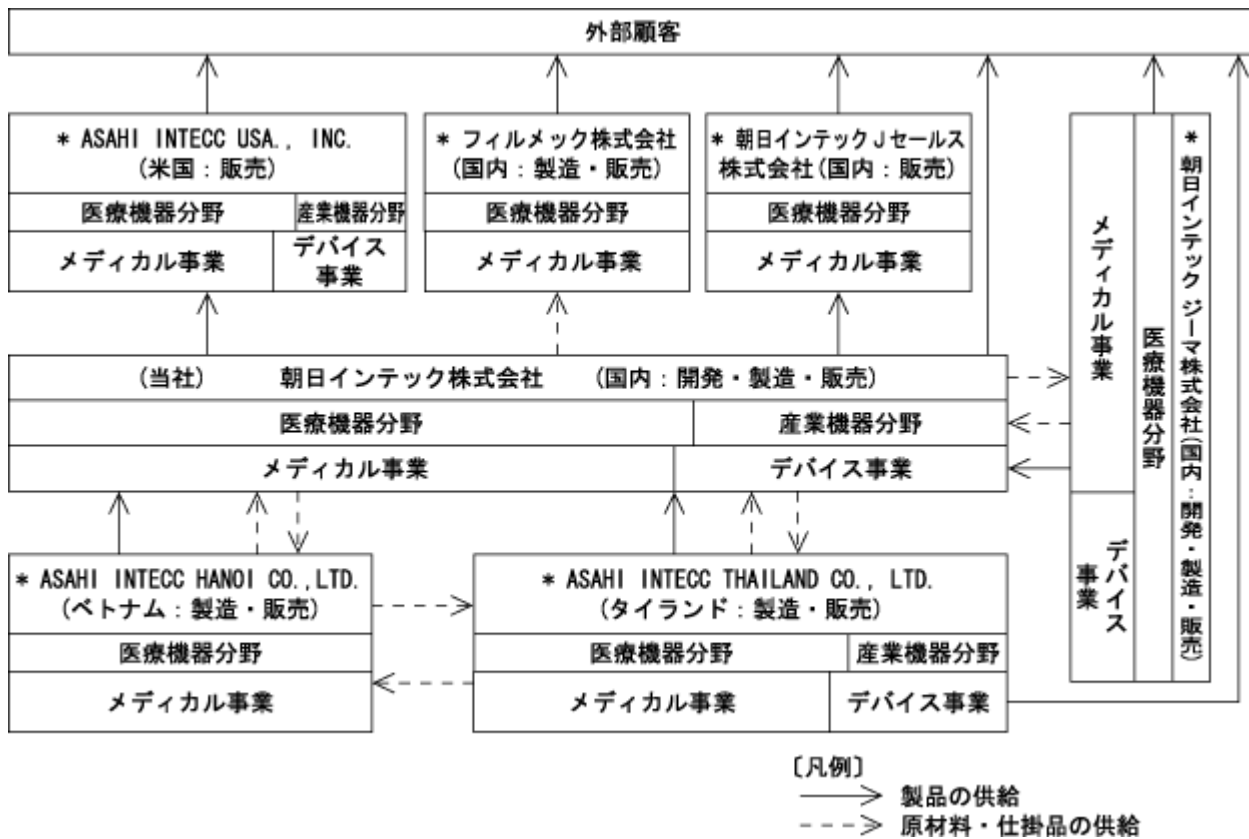 外部顧客
* ASAHI INTECC USA., INC.
(米国：販売)
医療機器分野
産業機器分野
メディカル事業
デバイス
事業
* フィルメック株式会社
(国内：製造・販売)
医療機器分野
メディカル事業
* 朝日インテックＪセールス
株式会社(国内：販売)
医療機器分野
メディカル事業
メディカル事業
デバイス
事業
医療機器分野
* 朝日インテック ジーマ株式会社(国内：開発・製造・販売)
(当社) 朝日インテック株式会社 (国内：開発・製造・販売)
医療機器分野
産業機器分野
メディカル事業
デバイス事業
* ASAHI INTECC HANOI CO.,LTD.
(ベトナム：製造・販売)
医療機器分野
メディカル事業
* ASAHI INTECC THAILAND CO., LTD.
(タイランド：製造・販売)
医療機器分野
産業機器分野
メディカル事業
デバイス事業
〔凡例〕
製品の供給
原材料・仕掛品の供給